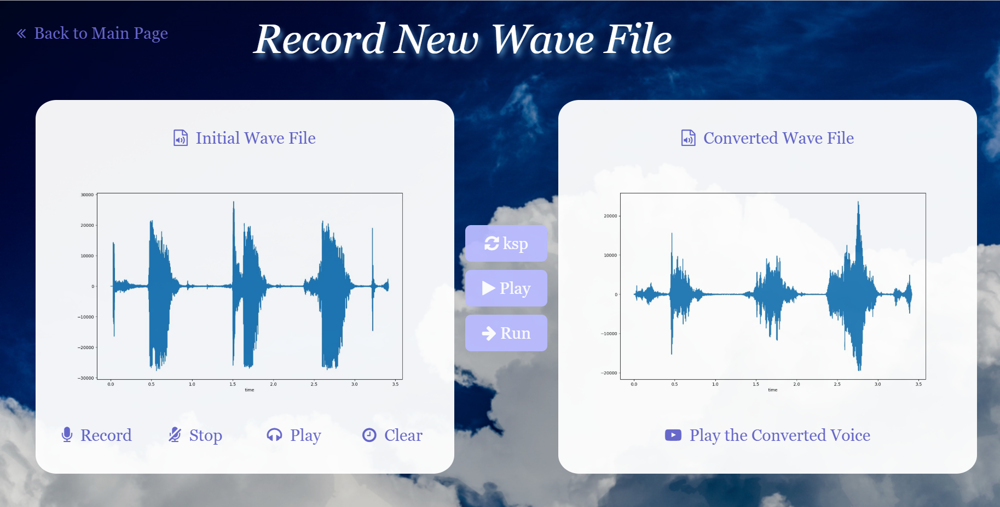 Back to Main Page
Record New Wave File
Initial Wave File
30000
20000
10000
0
−10000
−20000
−30000
0.0 0.5 1.0 1.5 2.0 2.5 3.0 3.5
time
Record Stop Play Clear
ksp
Play
Run
Converted Wave File
20000
10000
0
−10000
−20000
0.0 0.5 1.0 1.5 2.0 2.5 3.0 3.5
time
Play the Converted Voice